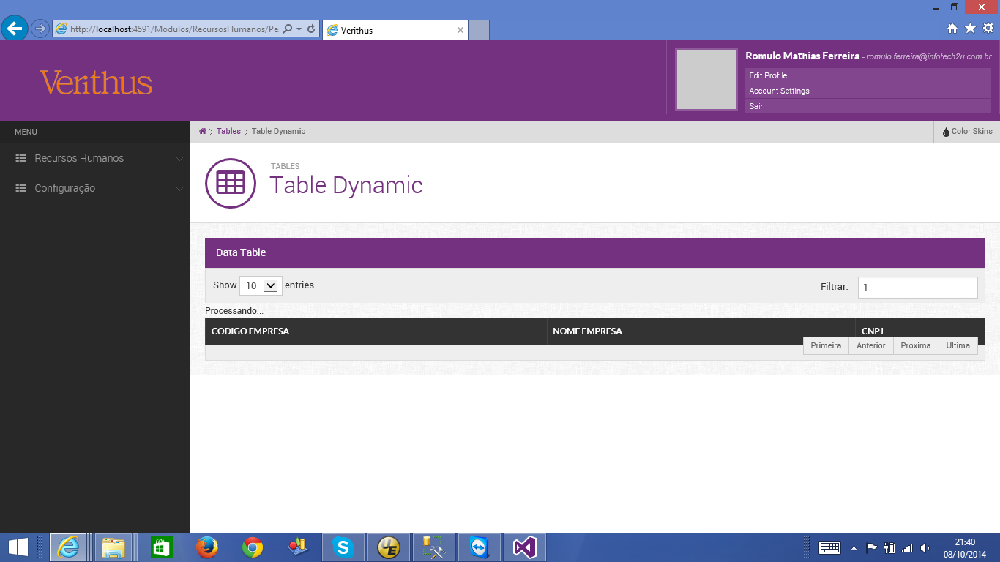 http://localhost:4591/Modulos/RecursosHumanos/Pe
Verithus
Verithus
Romulo Mathias Ferreira - romulo.ferreira@infotech2u.com.br
Edit Profile
Account Settings
Sair
MENU
Tables
Table Dynamic
Color Skins
Recursos Humanos
Configuração
TABLES
Table Dynamic
Data Table
Show 10 entries
Filtrar: 1
Processando...
CODIGO EMPRESA NOME EMPRESA CNPJ
Primeira Anterior Proxima Ultima
21:40
08/10/2014